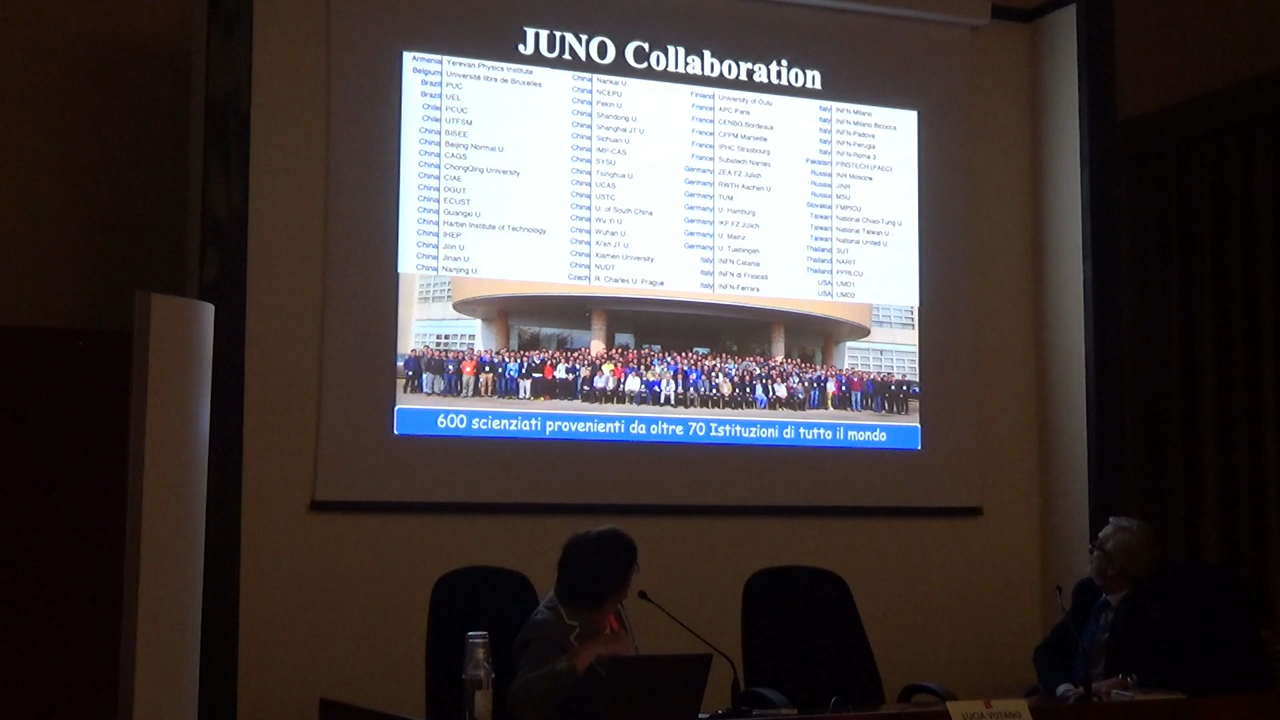 JUNO Collaboration
Armenia Yerevan Physics Institute
Belgium Université libre de Bruxelles
Brazil PUC
Brazil UEL
Chile PCUC
Chile UTFSM
China BISEE
China Beijing Normal U.
China CAGS
China ChongQing University
China CIAE
China DGUT
China ECUST
China Guangxi U.
China Harbin Institute of Technology
China IHEP
China Jilin U.
China Jinan U.
China Nanjing U.
China Nankai U.
China NCEPU
China Pekin U.
China Shandong U.
China Shanghai JT U.
China Sichuan U.
China IMP-CAS
China SYSU
China Tsinghua U.
China UCAS
China USTC
China U. of South China
China Wu Yi U.
China Wuhan U.
China Xi'an JT U.
China Xiamen University
China NUDT
Czech R. Charles U. Prague
Finland University of Oulu
France APC Paris
France CENBG Bordeaux
France CPPM Marseille
France IPHC Strasbourg
France Subatech Nantes
Germany ZEA FZ Julich
Germany RWTH Aachen U.
Germany TUM
Germany U. Hamburg
Germany IKP FZ Jülich
Germany U. Mainz
Germany U. Tuebingen
Italy INFN Catania
Italy INFN di Frascati
Italy INFN-Ferrara
Italy INFN-Milano
Italy INFN-Milano Bicocca
Italy INFN-Padova
Italy INFN-Perugia
Italy INFN-Roma 3
Pakistan PINSTECH (PAEC)
Russia INR Moscow
Russia JINR
Russia MSU
Slovakia FMPICU
Taiwan National Chiao-Tung U.
Taiwan National Taiwan U.
Taiwan National United U.
Thailand SUT
Thailand NARIT
Thailand PPRLCU
USA UMD1
USA UMD2
600 scienziati provenienti da oltre 70 Istituzioni di tutto il mondo
LUCIA VOTANO